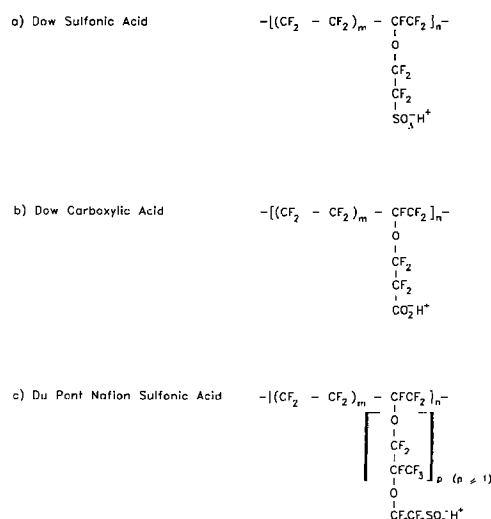 a) Dow Sulfonic Acid -[(CF₂ - CF₂)ₘ - CFCF₂]ₙ-
O
CF₂
CF₂
SO₃⁻H⁺
b) Dow Carboxylic Acid -[(CF₂ - CF₂)ₘ - CFCF₂]ₙ-
O
CF₂
CF₂
CO₂⁻H⁺
c) Du Pont Nafion Sulfonic Acid -[(CF₂ - CF₂)ₘ - CFCF₂]ₙ-
O
CF₂
CFCF₃ p (p ≠ 1)
O
CF₂CF₂SO₃⁻H⁺